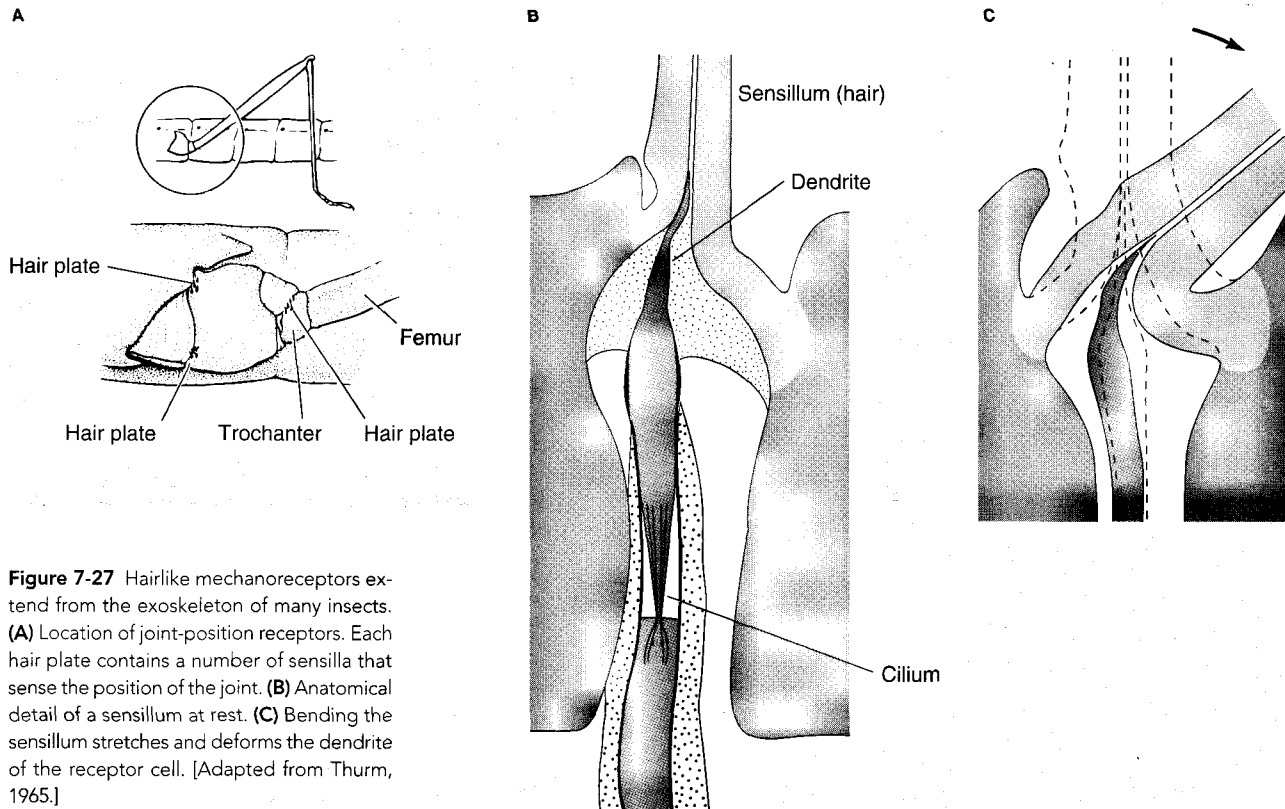 A
B
C
Sensillum (hair)
Dendrite
Hair plate
Femur
Hair plate
Trochanter
Hair plate
Cilium
Figure 7-27 Hairlike mechanoreceptors ex-
tend from the exoskeleton of many insects.
(A) Location of joint-position receptors. Each
hair plate contains a number of sensilla that
sense the position of the joint. (B) Anatomical
detail of a sensillum at rest. (C) Bending the
sensillum stretches and deforms the dendrite
of the receptor cell. [Adapted from Thurm,
1965.]